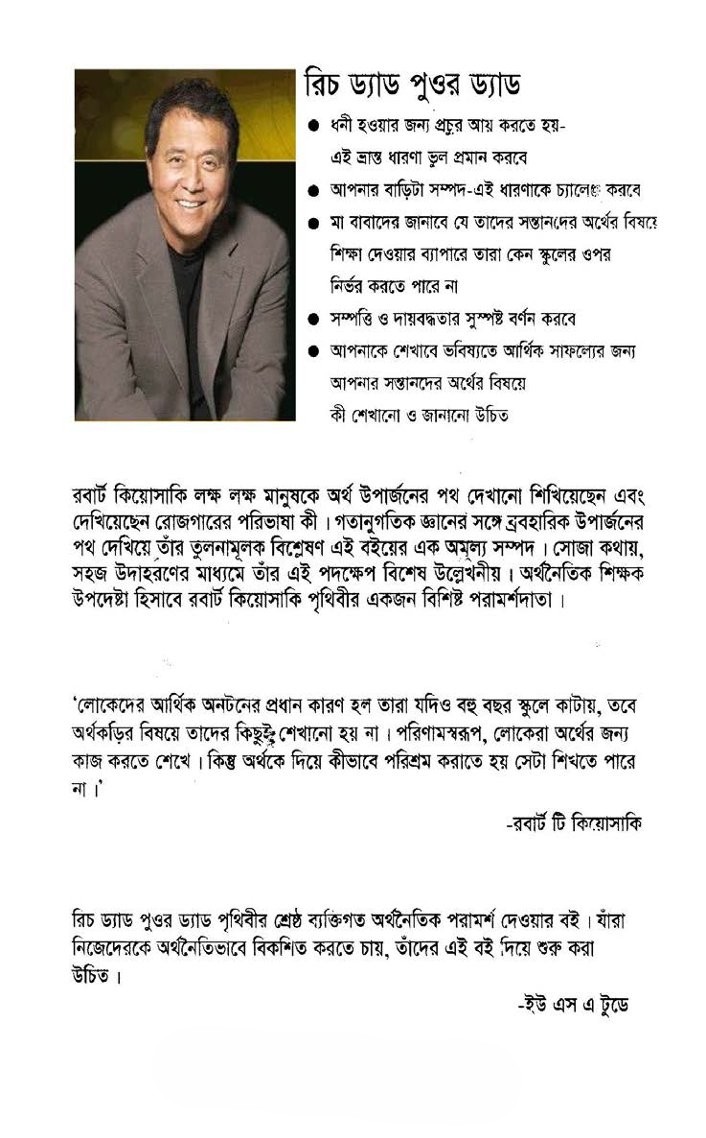 রিচ ড্যাড পুওর ড্যাড
● ধনী হওয়ার জন্য প্রচুর আয় করতে হয়-
এই ভ্রান্ত ধারণা ভুল প্রমান করবে
● আপনার বাড়িটা সম্পদ-এই ধারণাকে চ্যালেঞ্জ করবে
● মা বাবাদের জানাবে যে তাদের সন্তানদের অর্থের বিষয়ে
শিক্ষা দেওয়ার ব্যাপারে তারা কেন স্কুলের ওপর
নির্ভর করতে পারে না
● সম্পত্তি ও দায়বদ্ধতার সুস্পষ্ট বর্ণন করবে
● আপনাকে শেখাবে ভবিষ্যতে আর্থিক সাফল্যের জন্য
আপনার সন্তানদের অর্থের বিষয়ে
কী শেখানো ও জানানো উচিত
রবার্ট কিয়োসাকি লক্ষ লক্ষ মানুষকে অর্থ উপার্জনের পথ দেখানো শিখিয়েছেন এবং
দেখিয়েছেন রোজগারের পরিভাষা কী । গতানুগতিক জ্ঞানের সঙ্গে ব্রবহারিক উপার্জনের
পথ দেখিয়ে তাঁর তুলনামূলক বিশ্লেষণ এই বইয়ের এক অমূল্য সম্পদ । সোজা কথায়,
সহজ উদাহরণের মাধ্যমে তাঁর এই পদক্ষেপ বিশেষ উল্লেখনীয় । অর্থনৈতিক শিক্ষক
উপদেষ্টা হিসাবে রবার্ট কিয়োসাকি পৃথিবীর একজন বিশিষ্ট পরামর্শদাতা ।
‘লোকেদের আর্থিক অনটনের প্রধান কারণ হল তারা যদিও বহু বছর স্কুলে কাটায়, তবে
অর্থকড়ির বিষয়ে তাদের কিছুই শেখানো হয় না । পরিণামস্বরূপ, লোকেরা অর্থের জন্য
কাজ করতে শেখে । কিন্তু অর্থকে দিয়ে কীভাবে পরিশ্রম করাতে হয় সেটা শিখতে পারে
না ।’
-রবার্ট টি কিয়োসাকি
রিচ ড্যাড পুওর ড্যাড পৃথিবীর শ্রেষ্ঠ ব্যক্তিগত অর্থনৈতিক পরামর্শ দেওয়ার বই । যাঁরা
নিজেদেরকে অর্থনৈতিভাবে বিকশিত করতে চায়, তাঁদের এই বই দিয়ে শুরু করা
উচিত ।
-ইউ এস এ টুডে